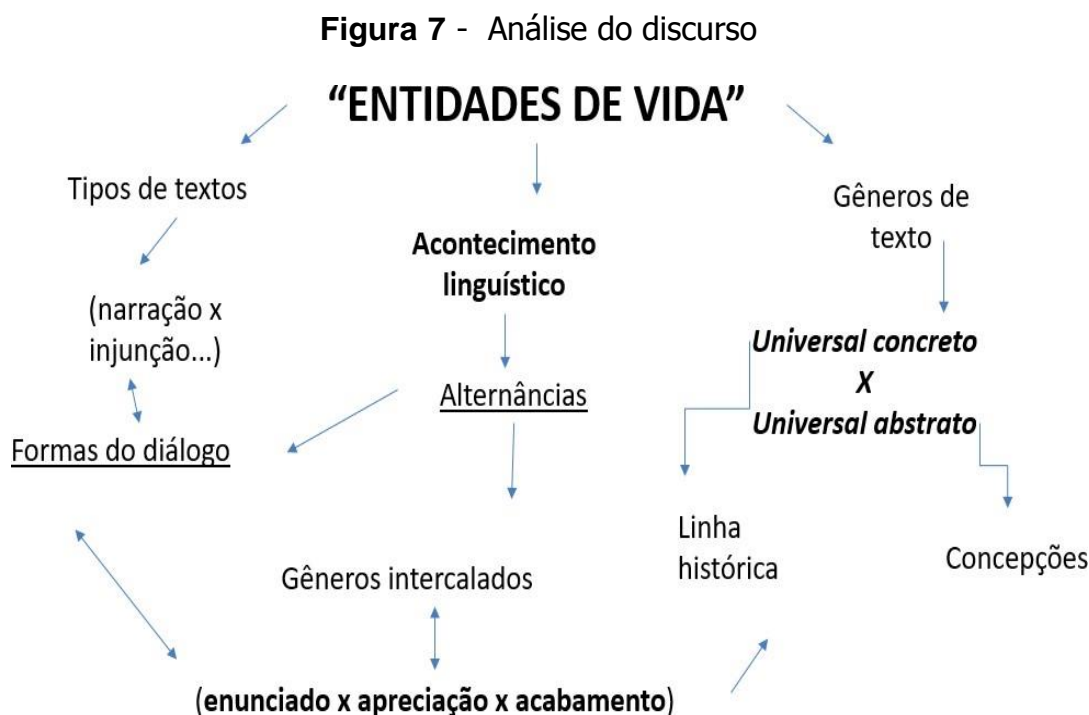 Figura 7 - Análise do discurso
“ENTIDADES DE VIDA”
Tipos de textos
Gêneros de
texto
Acontecimento
linguístico
(narração x
injunção...)
Universal concreto
X
Universal abstrato
Alternâncias
Formas do diálogo
Linha
histórica
Concepções
Gêneros intercalados
(enunciado x apreciação x acabamento)